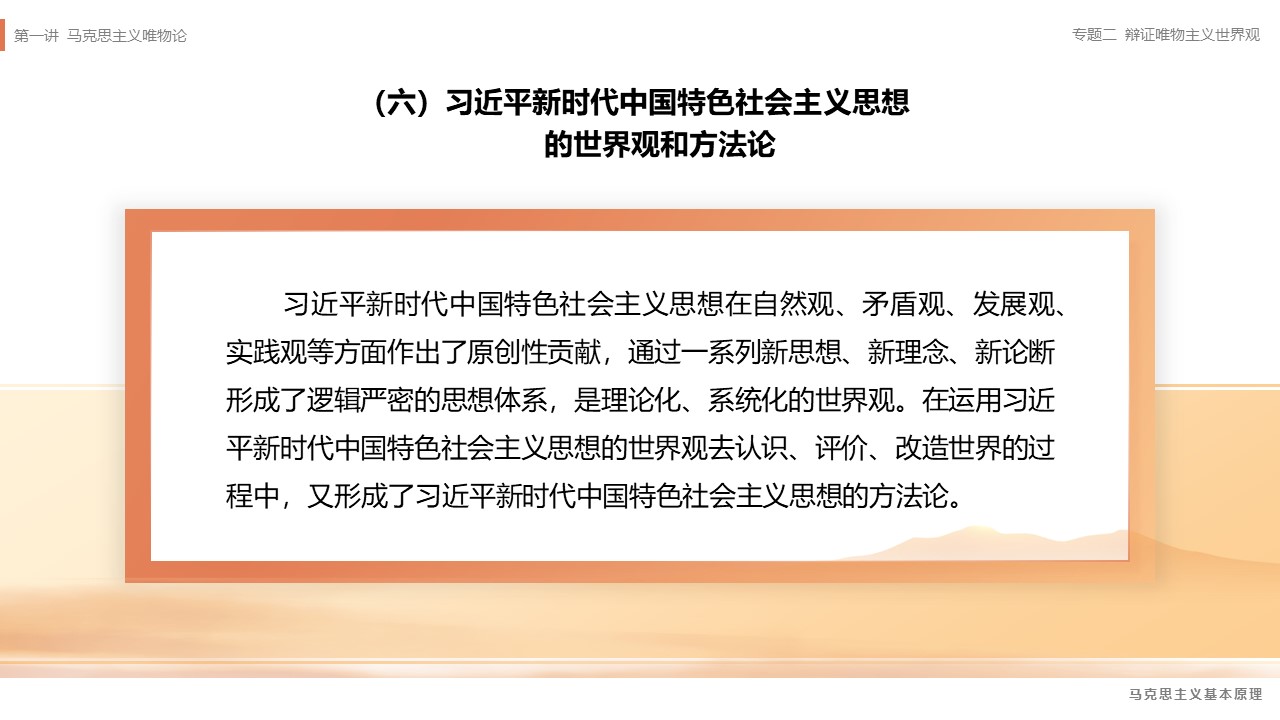 第一讲 马克思主义唯物论
专题二 辩证唯物主义世界观
（六）习近平新时代中国特色社会主义思想
的世界观和方法论
习近平新时代中国特色社会主义思想在自然观、矛盾观、发展观、
实践观等方面作出了原创性贡献，通过一系列新思想、新理念、新论断
形成了逻辑严密的思想体系，是理论化、系统化的世界观。在运用习近
平新时代中国特色社会主义思想的世界观去认识、评价、改造世界的过
程中，又形成了习近平新时代中国特色社会主义思想的方法论。
马克思主义基本原理